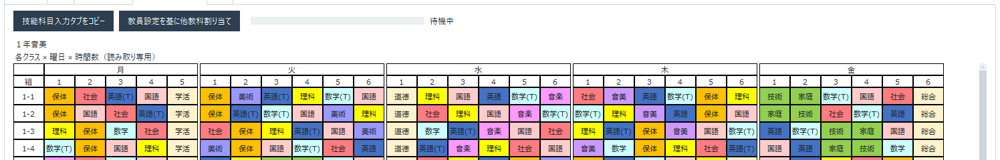 技能科目入力タブをコピー 教員設定を基に他教科割り当て 待機中
１年音美
各クラス × 曜日 × 時間数（読み取り専用）
月 火 水 木 金
組 1 2 3 4 5 1 2 3 4 5 6 1 2 3 4 5 6 1 2 3 4 5 6 1 2 3 4 5 6
1-1 保体 社会 英語(T) 国語 学活 保体 美術 英語(T) 理科 数学(T) 国語 道徳 理科 国語 英語 数学(T) 音楽 社会 音美 英語 数学(T) 保体 理科 技術 家庭 数学(T) 国語 社会 総合
1-2 保体 国語 社会 英語(T) 学活 保体 英語(T) 数学(T) 国語 美術 理科 道徳 社会 理科 国語 音楽 数学(T) 数学(T) 理科 音美 英語 保体 国語 家庭 技術 社会 数学(T) 英語 総合
1-3 理科 保体 数学 社会 学活 社会 保体 理科 英語(T) 国語 美術 道徳 数学 英語(T) 音楽 国語 社会 理科 英語(T) 保体 音美 国語 数学(T) 英語 数学(T) 技術 家庭 国語 総合
1-4 数学(T) 保体 国語 理科 学活 美術 保体 国語 数学(T) 社会 英語 道徳 英語(T) 音楽 理科 社会 国語 音美 数学 保体 理科 社会 英語(T) 国語 英語 家庭 技術 数学 総合